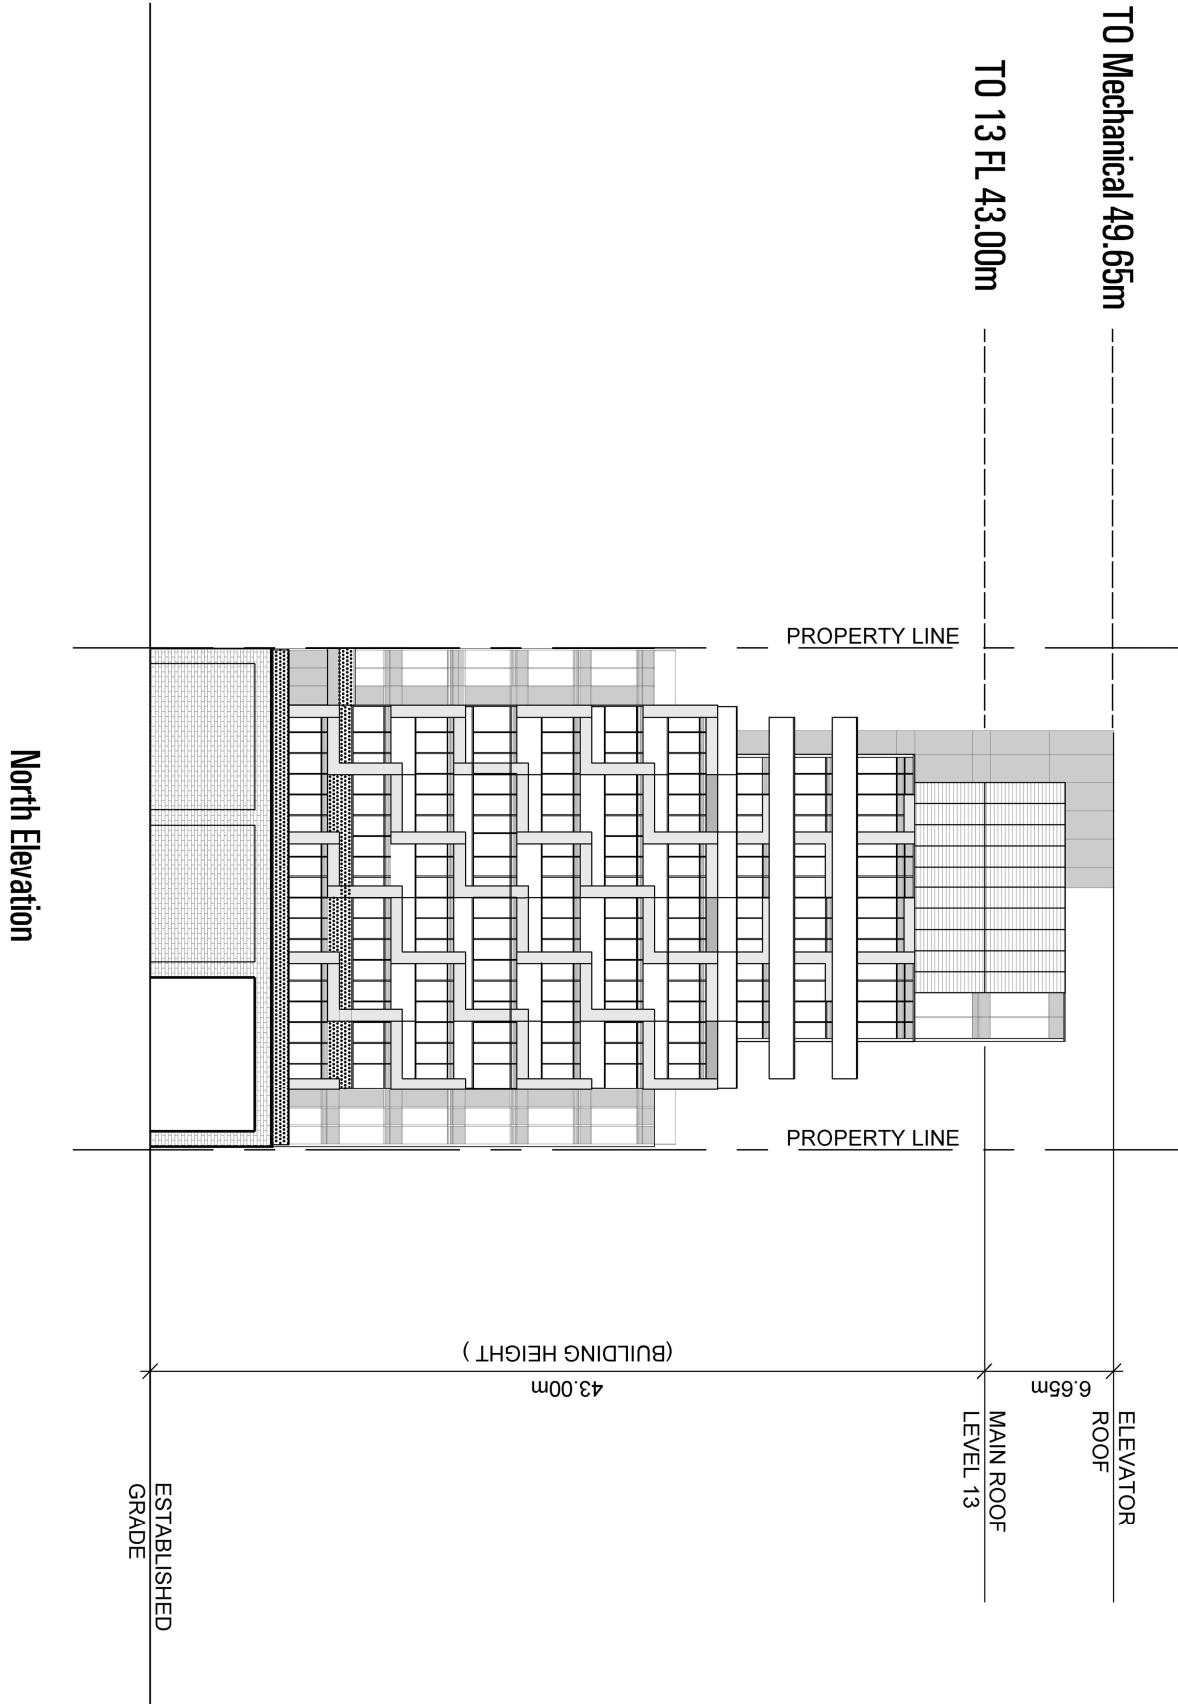 TO Mechanical 49.65m
TO 13 FL 43.00m
PROPERTY LINE
PROPERTY LINE
(BUILDING HEIGHT )
43.00m
6.65m
ELEVATOR
ROOF
MAIN ROOF
LEVEL 13
ESTABLISHED
GRADE
North Elevation